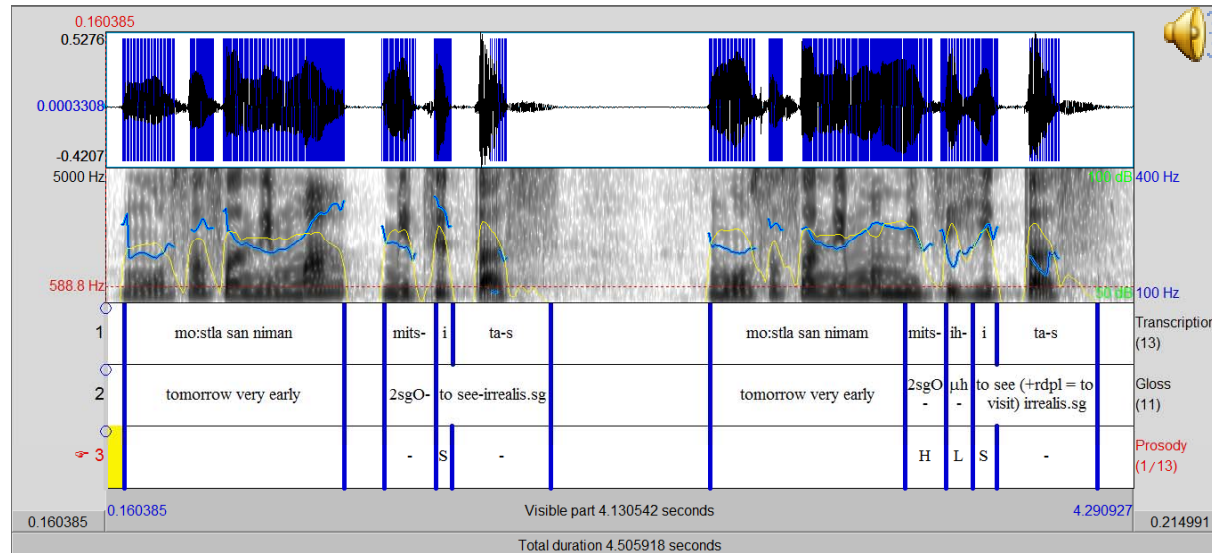 0.160385
0.5276
0.0003308
-0.4207
5000 Hz
100 dB
400 Hz
588.8 Hz
50 dB
100 Hz
1
mo:stla san niman
mits-
i
ta-s
mo:stla san nimam
mits-
ih-
i
ta-s
Transcription
(13)
2
tomorrow very early
2sgO-
to see-irrealis.sg
tomorrow very early
2sgO
-
μh
-
to see (+rdpl = to
visit) irrealis.sg
Gloss
(11)
☞ 3
-
S
-
H
L
S
-
Prosody
(1/13)
0.160385
0.160385
Visible part 4.130542 seconds
4.290927
0.214991
Total duration 4.505918 seconds